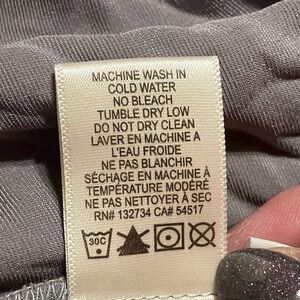 MACHINE WASH IN
COLD WATER
NO BLEACH
TUMBLE DRY LOW
DO NOT DRY CLEAN
LAVER EN MACHINE A
L'EAU FROIDE
NE PAS BLANCHIR
SÉCHAGE EN MACHINE À
TEMPÉRATURE MODÉRÉ
NE PAS NETTOYER À SEC
RN# 132734 CA# 54517
30C